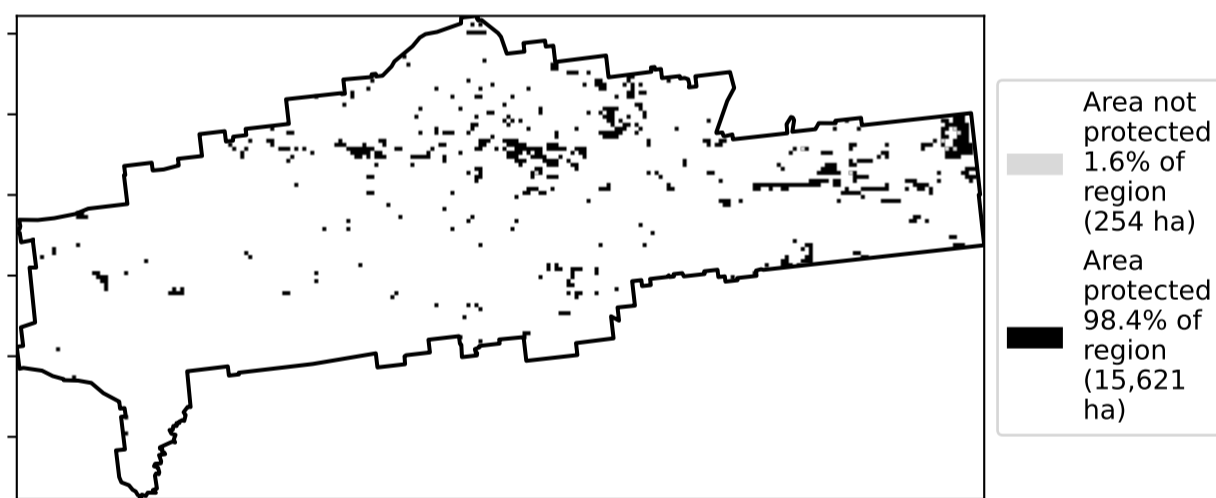 Area not
protected
1.6% of
region
(254 ha)
Area
protected
98.4% of
region
(15,621
ha)